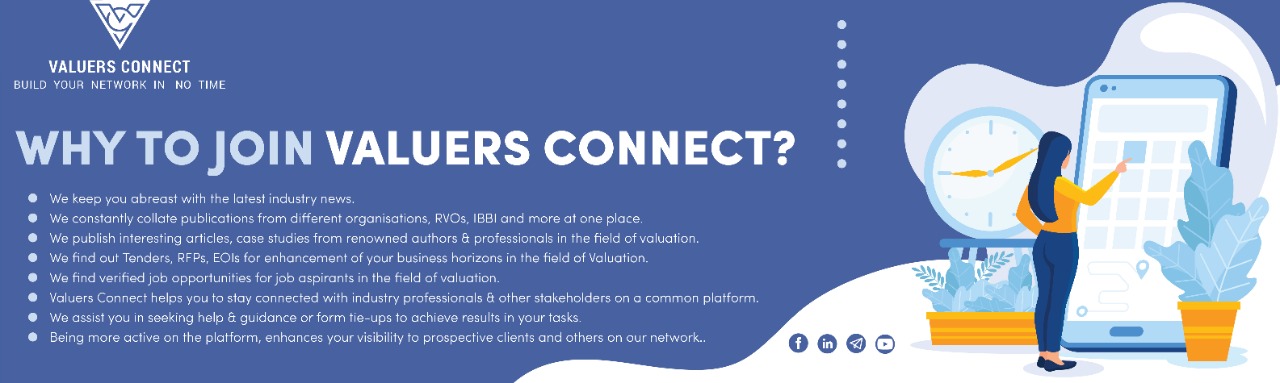 VALUERS CONNECT
BUILD YOUR NETWORK IN NO TIME
WHY TO JOIN VALUERS CONNECT?
We keep you abreast with the latest industry news.
We constantly collate publications from different organisations, RVOs, IBBI and more at one place.
We publish interesting articles, case studies from renowned authors & professionals in the field of valuation.
We find out Tenders, RFPs, EOIs for enhancement of your business horizons in the field of Valuation.
We find verified job opportunities for job aspirants in the field of valuation.
Valuers Connect helps you to stay connected with industry professionals & other stakeholders on a common platform.
We assist you in seeking help & guidance or form tie-ups to achieve results in your tasks.
Being more active on the platform, enhances your visibility to prospective clients and others on our network..